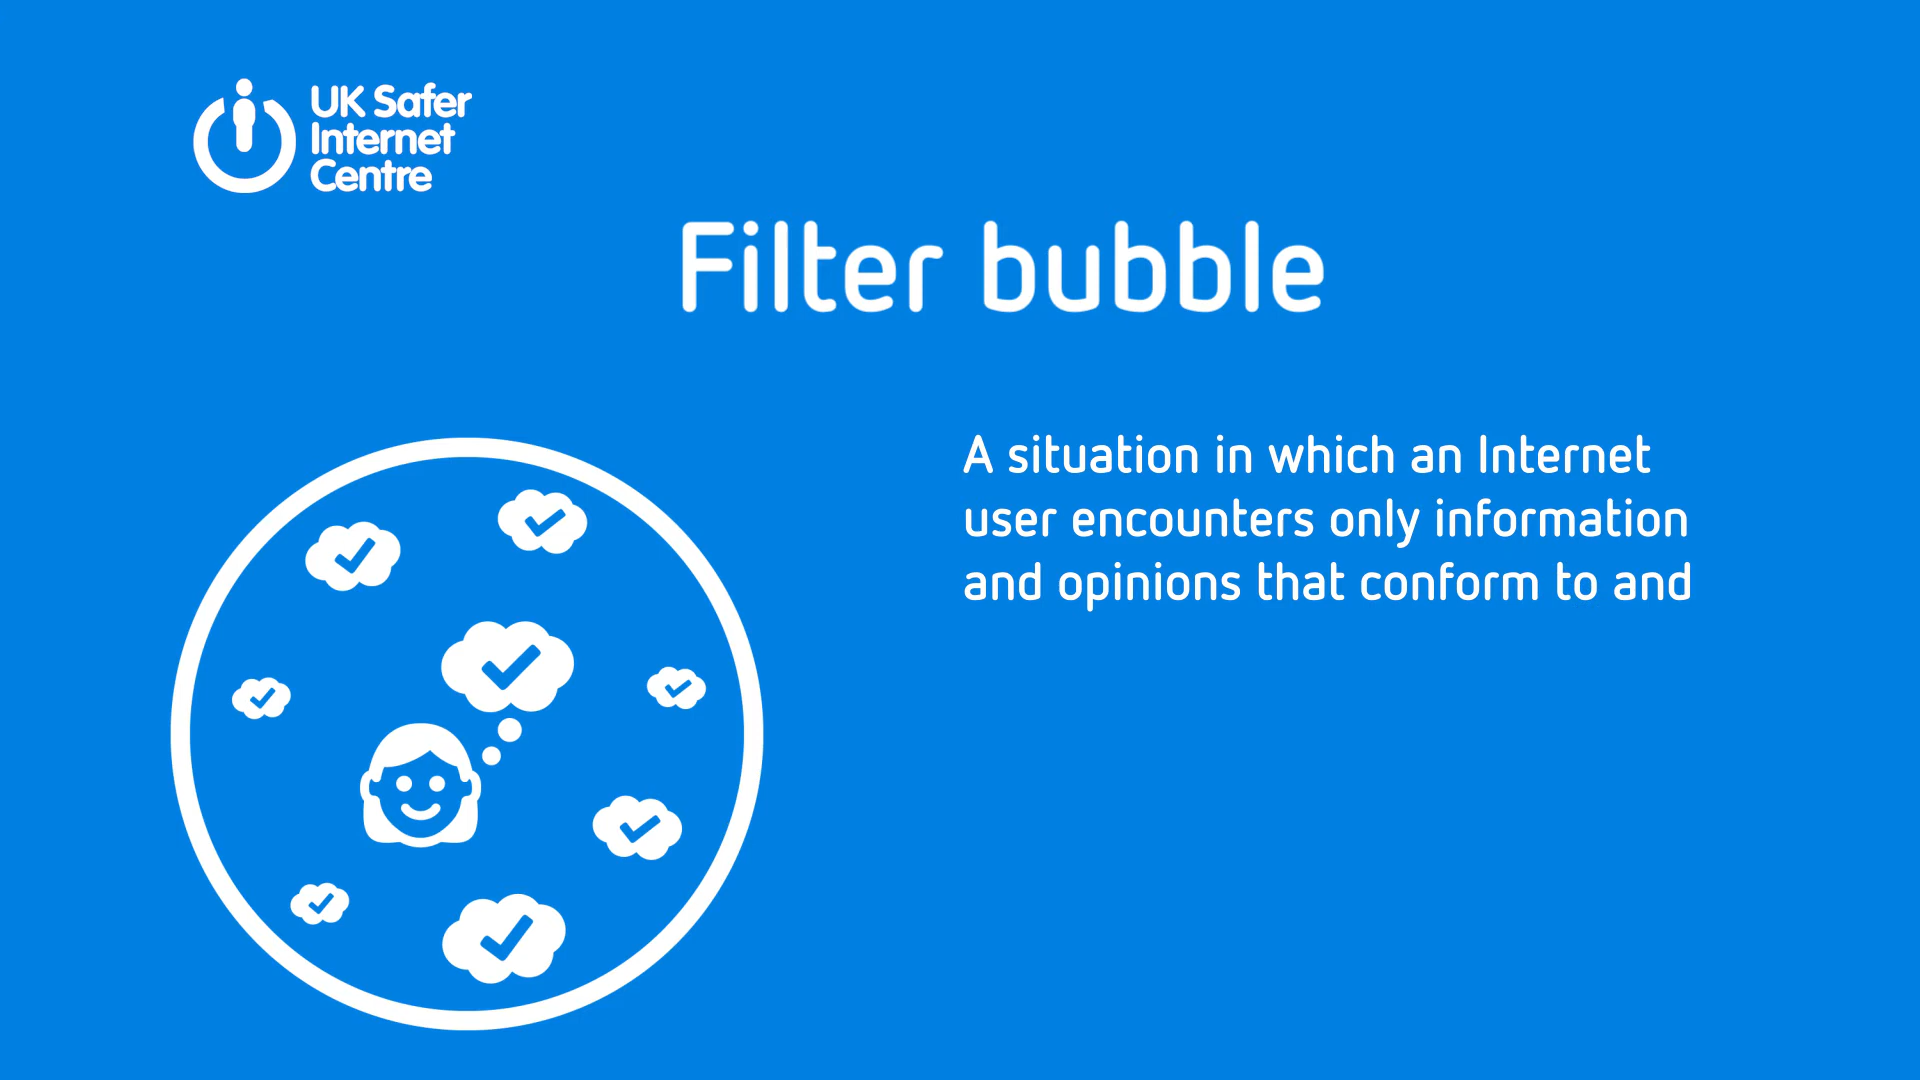 UK Safer
Internet
Centre
Filter bubble
A situation in which an Internet
user encounters only information
and opinions that conform to and